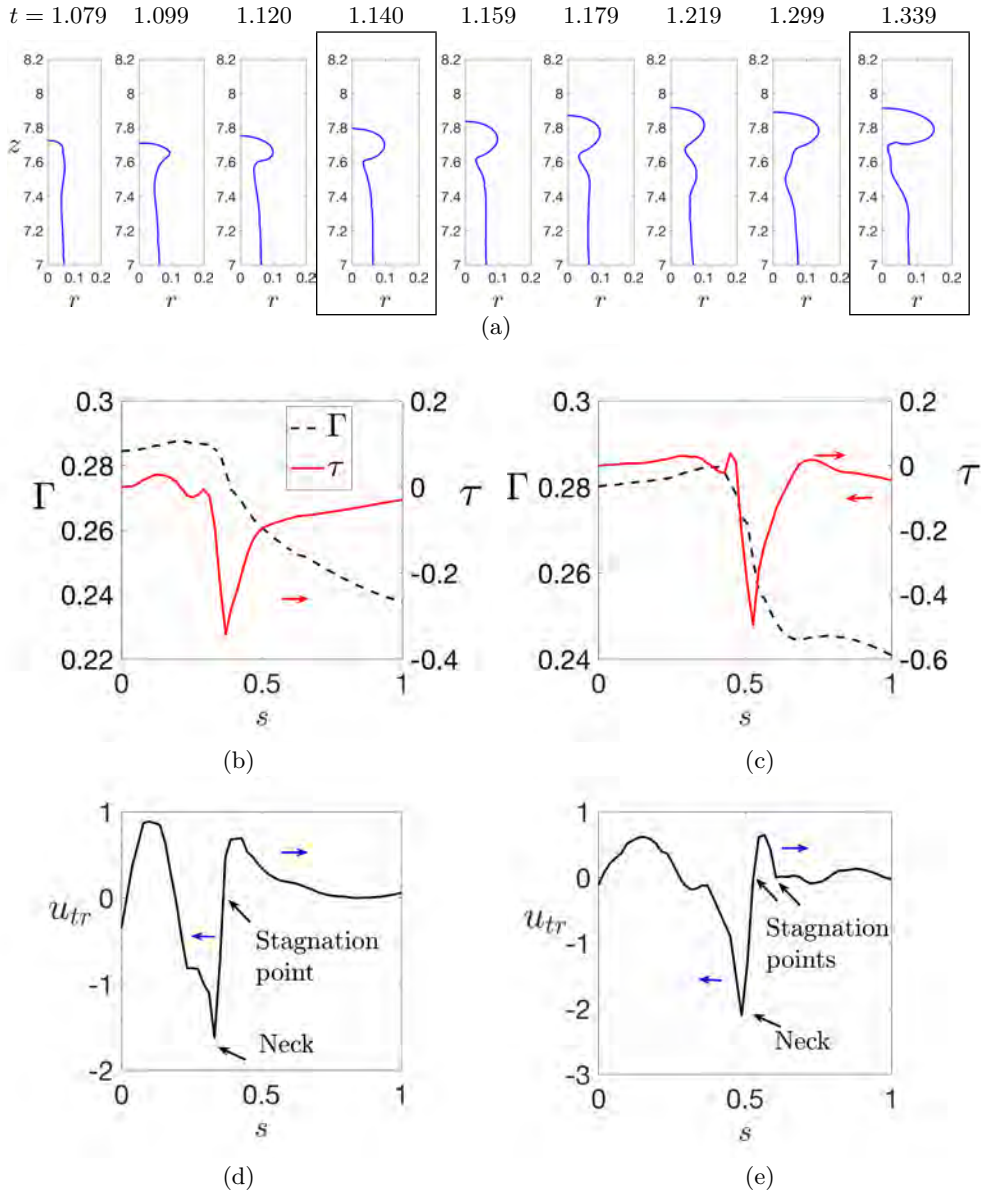 t = 1.079 1.099 1.120 1.140 1.159 1.179 1.219 1.299 1.339
8.2 8.2 8.2 8.2 8.2 8.2 8.2 8.2 8.2
8 8 8 8 8 8 8 8 8
7.8 7.8 7.8 7.8 7.8 7.8 7.8 7.8 7.8
z 7.6 7.6 7.6 7.6 7.6 7.6 7.6 7.6 7.6
7.4 7.4 7.4 7.4 7.4 7.4 7.4 7.4 7.4
7.2 7.2 7.2 7.2 7.2 7.2 7.2 7.2 7.2
7 7 7 7 7 7 7 7 7
0 0.1 0.2 0 0.1 0.2 0 0.1 0.2 0 0.1 0.2 0 0.1 0.2 0 0.1 0.2 0 0.1 0.2 0 0.1 0.2 0 0.1 0.2
r r r r r r r r r
(a)
0.3 0.2
0.28 0
0.26 -0.2
0.24
0.22 -0.4
Γ τ
Γ
τ
0 0.5 1
s
(b)
0.3 0.2
0.28 0
-0.2
0.26
-0.4
0.24 -0.6
Γ τ
0 0.5 1
s
(c)
1
0
-1
-2
u_tr
Stagnation
point
Neck
0 0.5 1
s
(d)
1
0
-1
-2
-3
u_tr
Stagnation
points
Neck
0 0.5 1
s
(e)